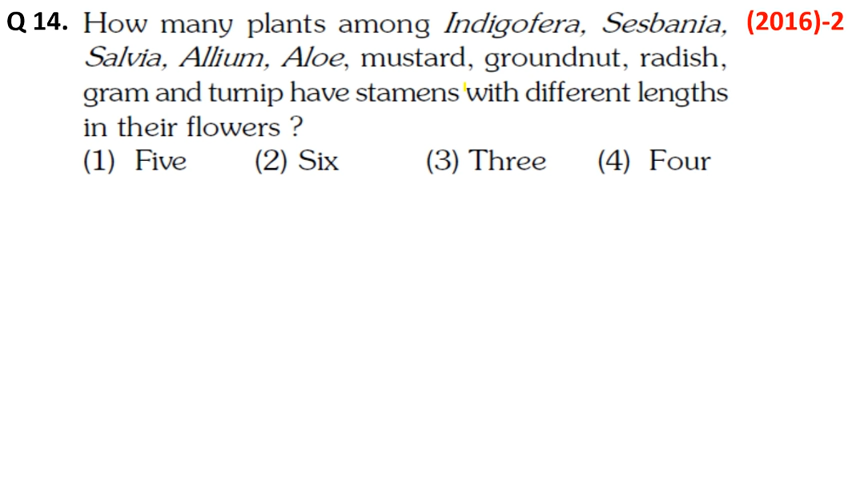 Q 14. How many plants among Indigofera, Sesbania, (2016)-2
Salvia, Allium, Aloe, mustard, groundnut, radish,
gram and turnip have stamens with different lengths
in their flowers ?
(1) Five (2) Six (3) Three (4) Four